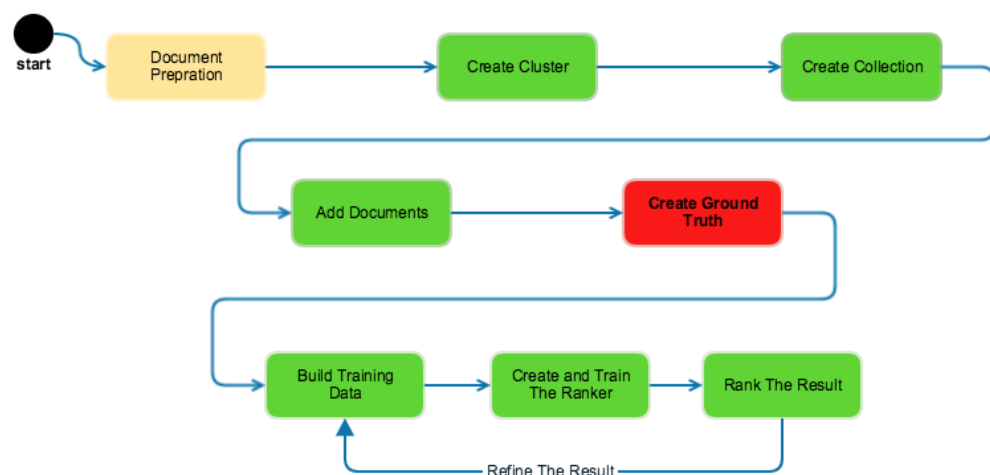 start
Document
Prepration
Create Cluster
Create Collection
Add Documents
Create Ground
Truth
Build Training
Data
Create and Train
The Ranker
Rank The Result
Refine The Result